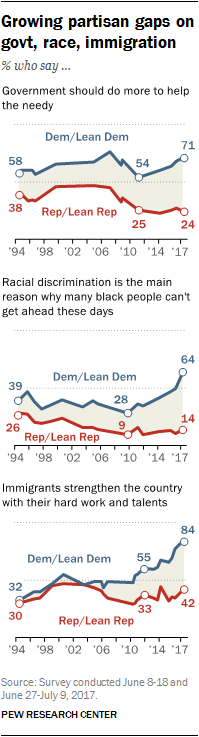 Growing partisan gaps on
govt, race, immigration
% who say ...
Government should do more to help
the needy
Dem/Lean Dem
71
58
54
38
Rep/Lean Rep
25
24
'94 '98 '02 '06 '10 '14 '17
Racial discrimination is the main
reason why many black people can't
get ahead these days
64
Dem/Lean Dem
39
28
26
9
14
Rep/Lean Rep
'94 '98 '02 '06 '10 '14 '17
Immigrants strengthen the country
with their hard work and talents
84
Dem/Lean Dem
55
32
30
Rep/Lean Rep
33
42
'94 '98 '02 '06 '10 '14 '17
Source: Survey conducted June 8-18 and
June 27-July 9, 2017.
PEW RESEARCH CENTER